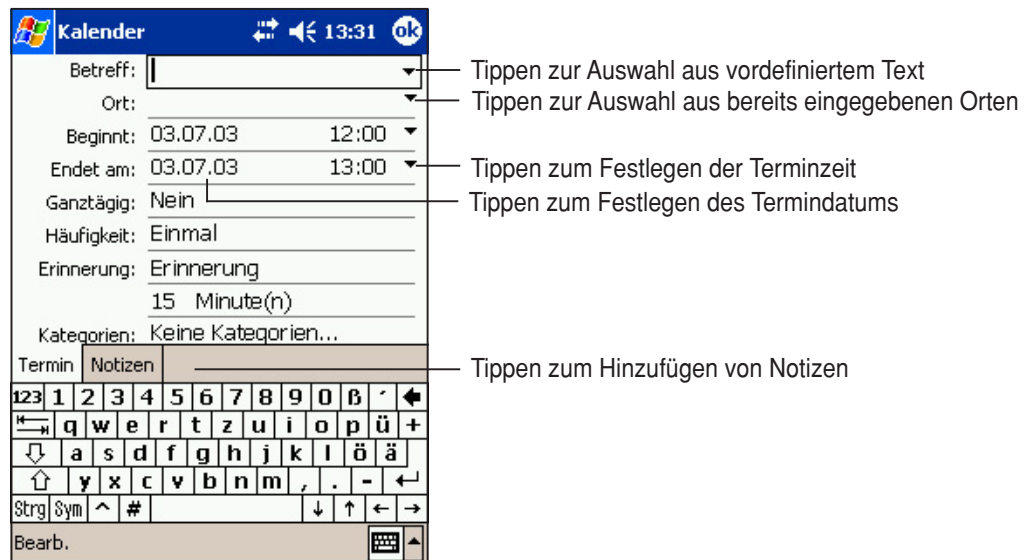 Kalender 13:31 ok
Betreff:
Ort:
Beginnt: 03.07.03 12:00
Endet am: 03.07.03 13:00
Ganztägig: Nein
Häufigkeit: Einmal
Erinnerung: Erinnerung
15 Minute(n)
Kategorien: Keine Kategorien...
Termin Notizen
123 1 2 3 4 5 6 7 8 9 0 ß ´
q w e r t z u i o p ü +
a s d f g h j k l ö ä
y x c v b n m , . -
Strg Sym ^ # ↓ ↑ ← →
Bearb.
Tippen zur Auswahl aus vordefiniertem Text
Tippen zur Auswahl aus bereits eingegebenen Orten
Tippen zum Festlegen der Terminzeit
Tippen zum Festlegen des Termindatums
Tippen zum Hinzufügen von Notizen